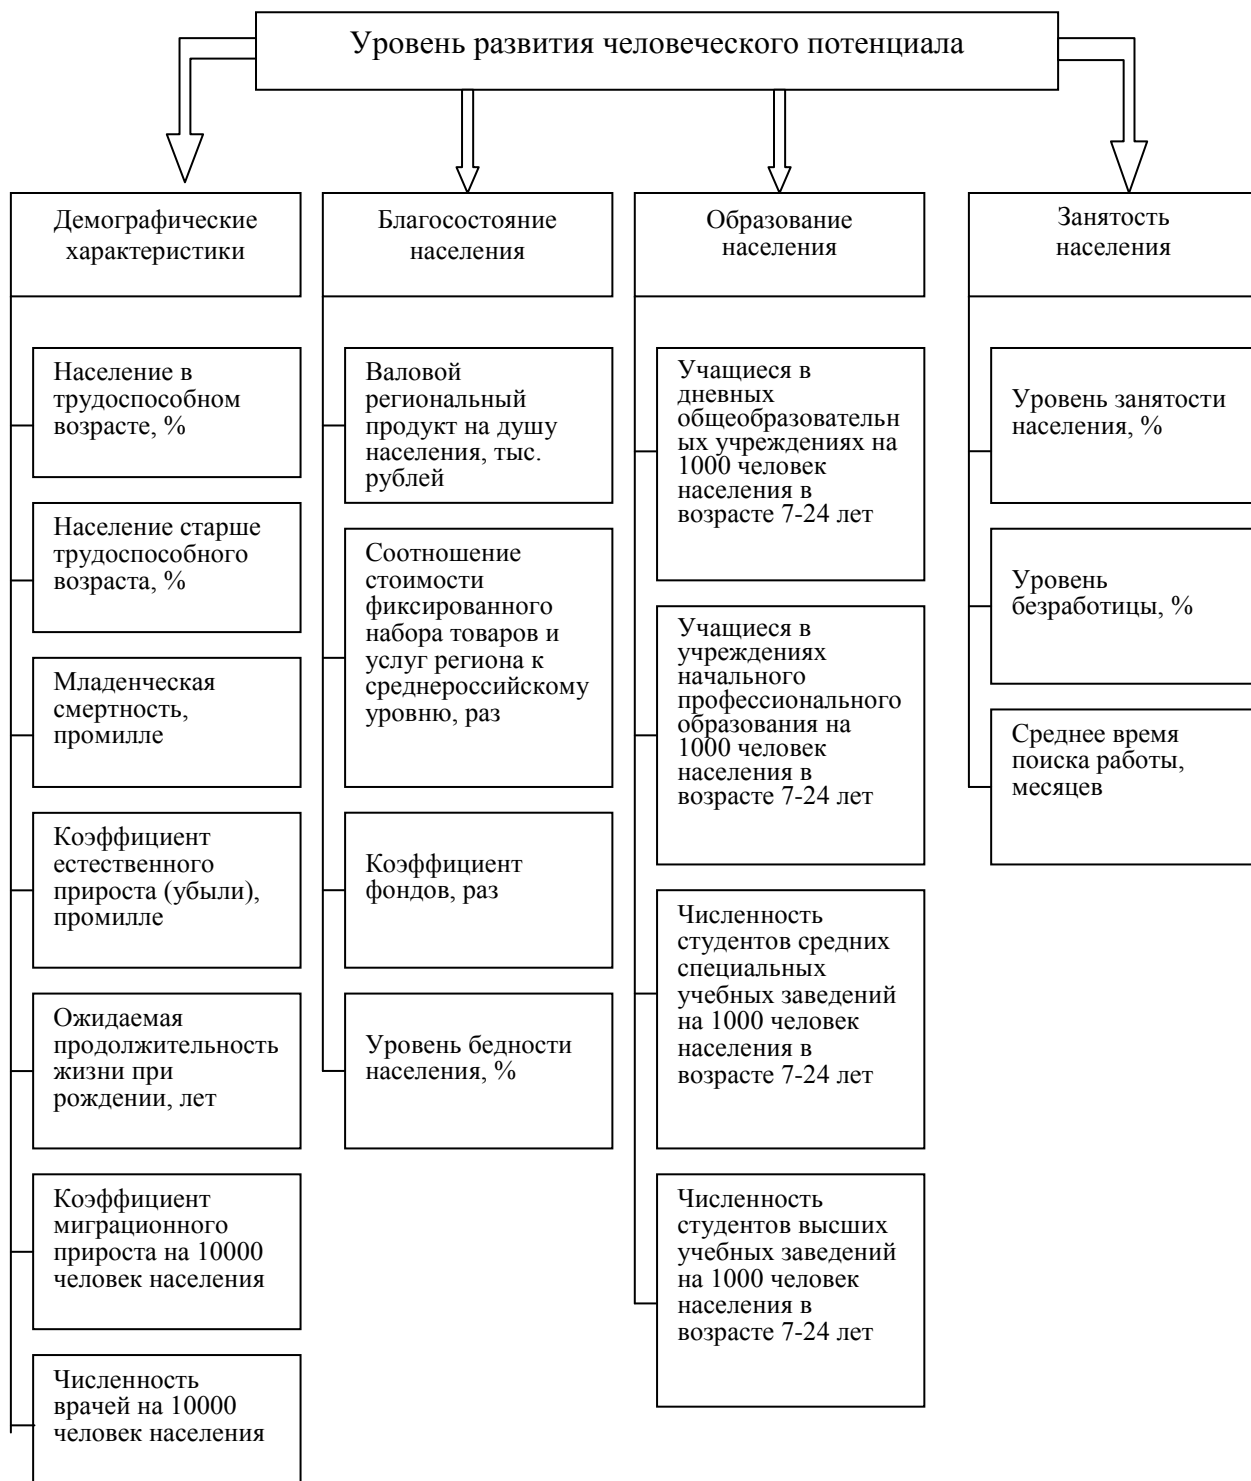 Уровень развития человеческого потенциала
Демографические
характеристики
Население в
трудоспособном
возрасте, %
Население старше
трудоспособного
возраста, %
Младенческая
смертность,
промилле
Коэффициент
естественного
прироста (убыли),
промилле
Ожидаемая
продолжительность
жизни при
рождении, лет
Коэффициент
миграционного
прироста на 10000
человек населения
Численность
врачей на 10000
человек населения
Благосостояние
населения
Валовой
региональный
продукт на душу
населения, тыс.
рублей
Соотношение
стоимости
фиксированного
набора товаров и
услуг региона к
среднероссийскому
уровню, раз
Коэффициент
фондов, раз
Уровень бедности
населения, %
Образование
населения
Учащиеся в
дневных
общеобразовательн
ых учреждениях на
1000 человек
населения в
возрасте 7-24 лет
Учащиеся в
учреждениях
начального
профессионального
образования на
1000 человек
населения в
возрасте 7-24 лет
Численность
студентов средних
специальных
учебных заведений
на 1000 человек
населения в
возрасте 7-24 лет
Численность
студентов высших
учебных заведений
на 1000 человек
населения в
возрасте 7-24 лет
Занятость
населения
Уровень занятости
населения, %
Уровень
безработицы, %
Среднее время
поиска работы,
месяцев